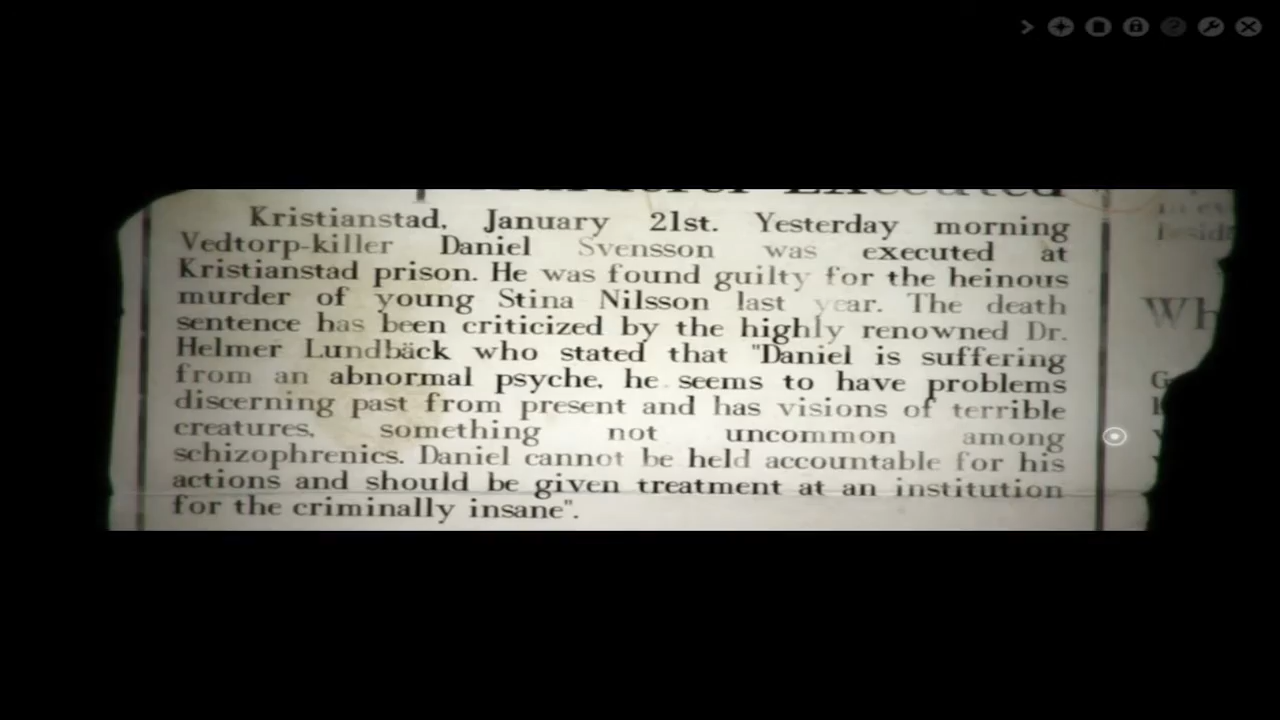 Murderer Executed
Kristianstad, January 21st. Yesterday morning
Vedtorp-killer Daniel Svensson was executed at
Kristianstad prison. He was found guilty for the heinous
murder of young Stina Nilsson last year. The death
sentence has been criticized by the highly renowned Dr.
Helmer Lundbäck who stated that "Daniel is suffering
from an abnormal psyche, he seems to have problems
discerning past from present and has visions of terrible
creatures, something not uncommon among
schizophrenics. Daniel cannot be held accountable for his
actions and should be given treatment at an institution
for the criminally insane".
Wh